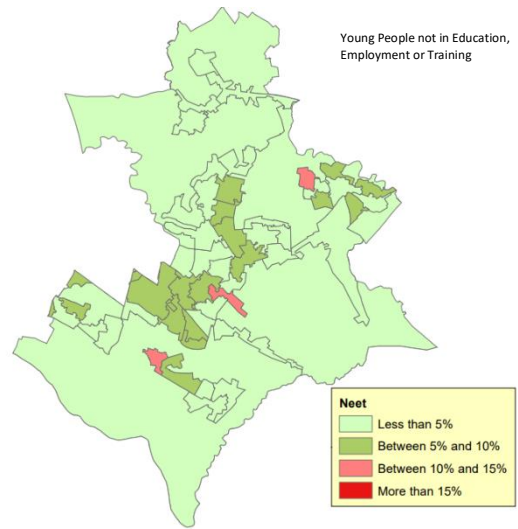 Young People not in Education,
Employment or Training
Neet
Less than 5%
Between 5% and 10%
Between 10% and 15%
More than 15%